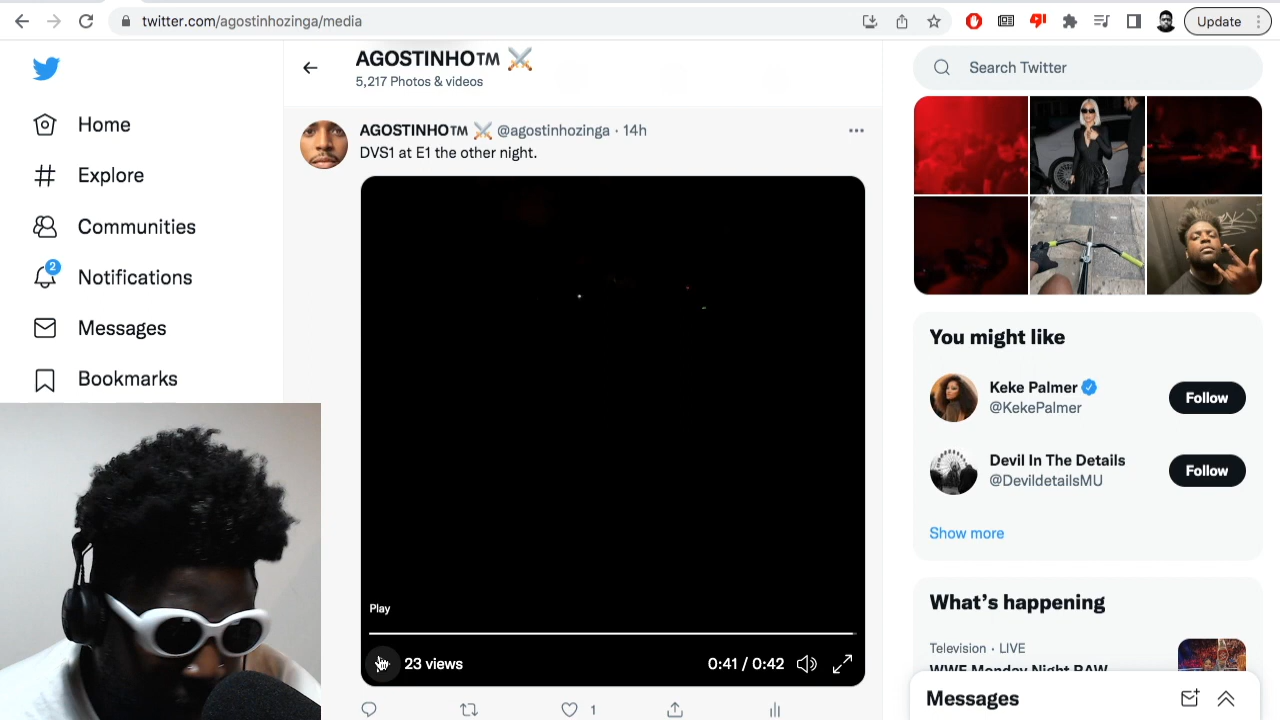 twitter.com/agostinhozinga/media
Update
AGOSTINHO™ ⚔️
5,217 Photos & videos
Search Twitter
Home
Explore
Communities
2
Notifications
Messages
Bookmarks
AGOSTINHO™ ⚔️ @agostinhozinga · 14h
DVS1 at E1 the other night.
Play
23 views
0:41 / 0:42
1
You might like
Keke Palmer
@KekePalmer
Follow
Devil In The Details
@DevildetailsMU
Follow
Show more
What's happening
Television · LIVE
WWE Monday Night RAW
Messages